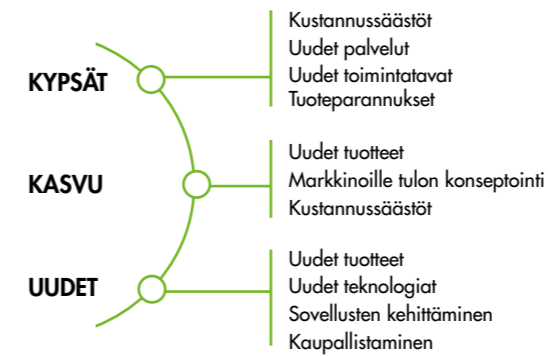 KYPSÄT
Kustannussäästöt
Uudet palvelut
Uudet toimintatavat
Tuoteparannukset
KASVU
Uudet tuotteet
Markkinoille tulon konseptointi
Kustannussäästöt
UUDET
Uudet tuotteet
Uudet teknologiat
Sovellusten kehittäminen
Kaupallistaminen